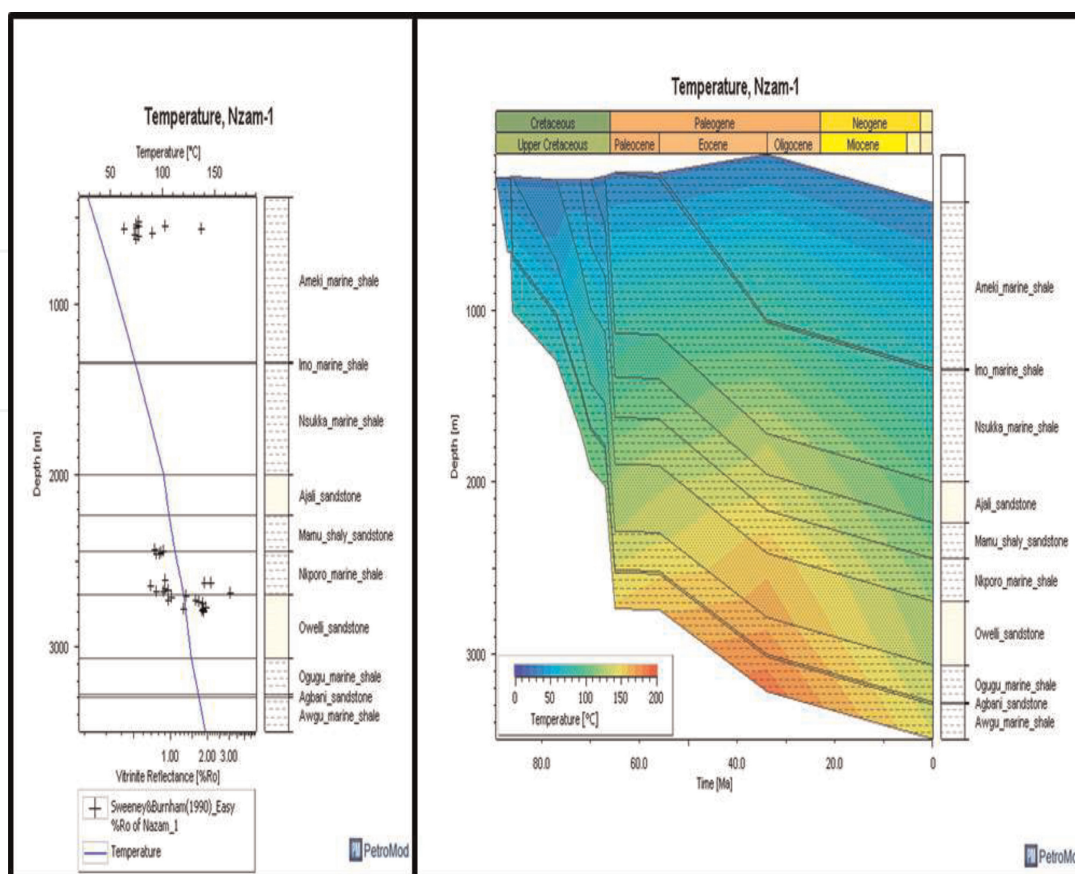 Temperature, Nzam-1
Temperature [°C]
50 100 150
1000
2000
3000
Depth [m]
Ameki_marine_shale
Imo_marine_shale
Nsukka_marine_shale
Ajali_sandstone
Mamu_shaly_sandstone
Nkporo_marine_shale
Owelli_sandstone
Ogugu_marine_shale
Agbani_sandstone
Awgu_marine_shale
1.00 2.00 3.00
Vitrinite Reflectance [%Ro]
Sweeney&Burnham(1990)_Easy
%Ro of Nazam_1
Temperature
PetroMod
Temperature, Nzam-1
Cretaceous Paleogene Neogene
Upper Cretaceous Paleocene Eocene Oligocene Miocene
1000
2000
3000
Depth [m]
Ameki_marine_shale
Imo_marine_shale
Nsukka_marine_shale
Ajali_sandstone
Mamu_shaly_sandstone
Nkporo_marine_shale
Owelli_sandstone
Ogugu_marine_shale
Agbani_sandstone
Awgu_marine_shale
0 50 100 150 200
Temperature [°C]
80.0 60.0 40.0 20.0 0
Time [Ma]
PetroMod